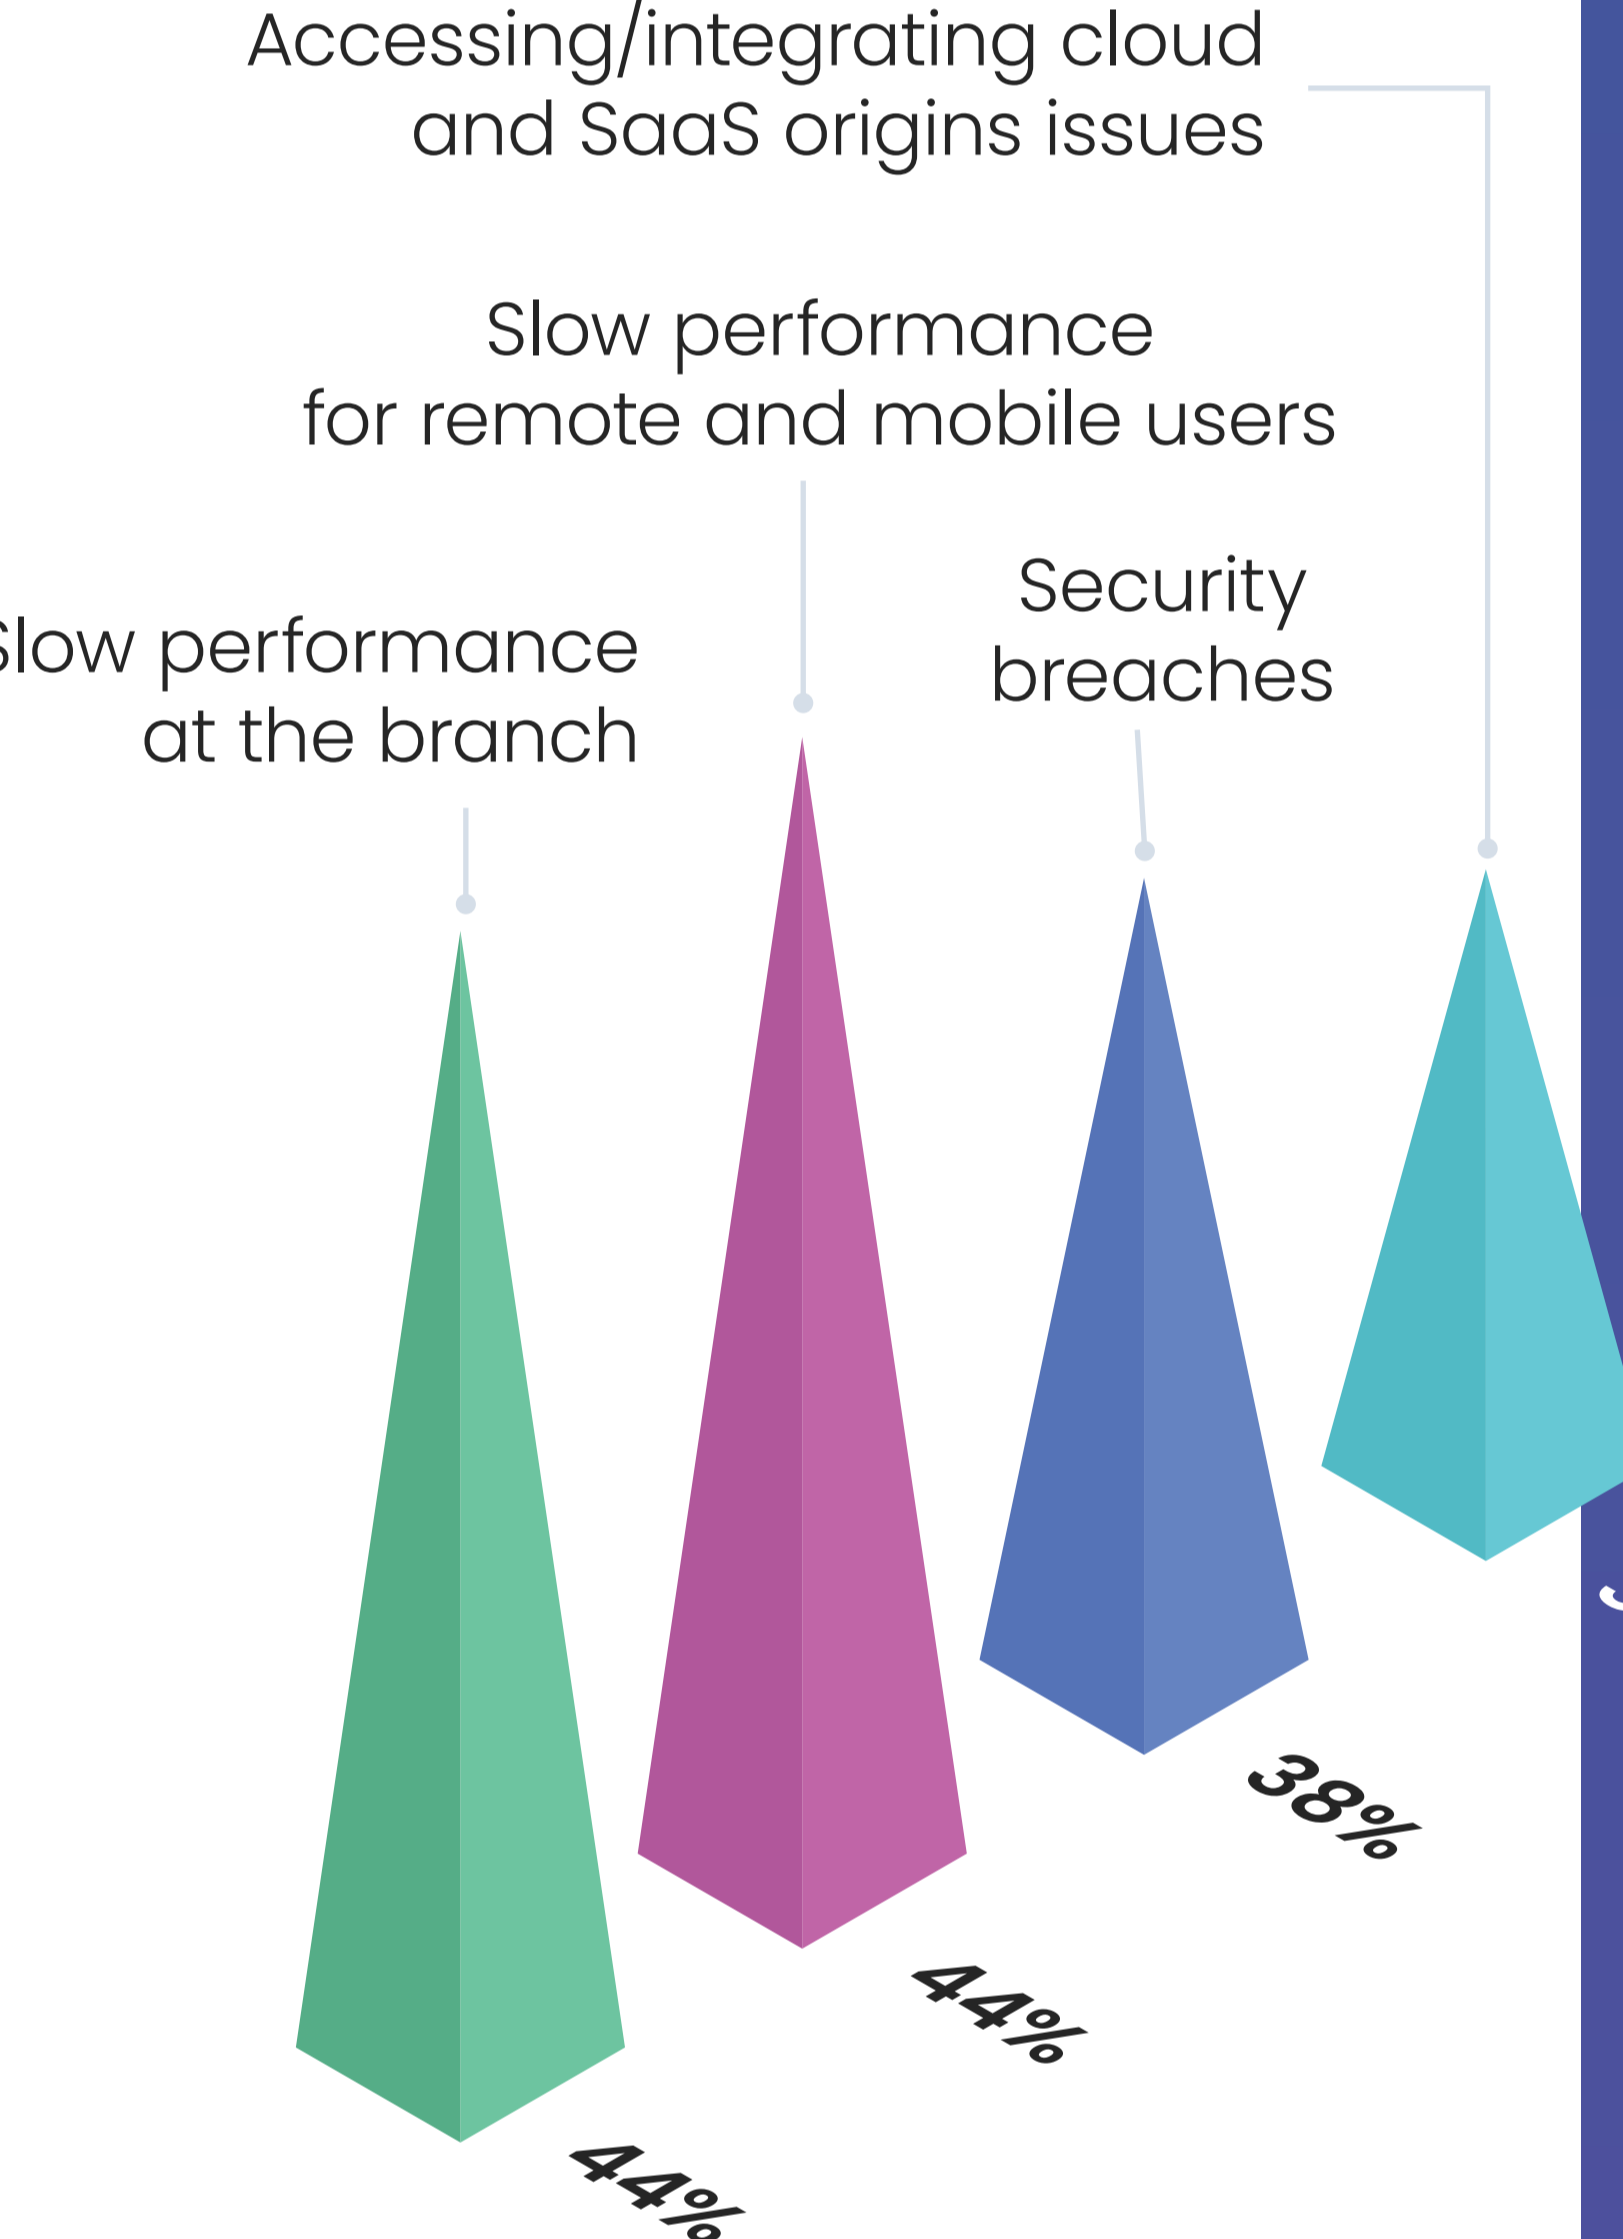 Accessing/integrating cloud
and SaaS origins issues
Slow performance
for remote and mobile users
Security
breaches
Slow performance
at the branch
38%
44%
44%